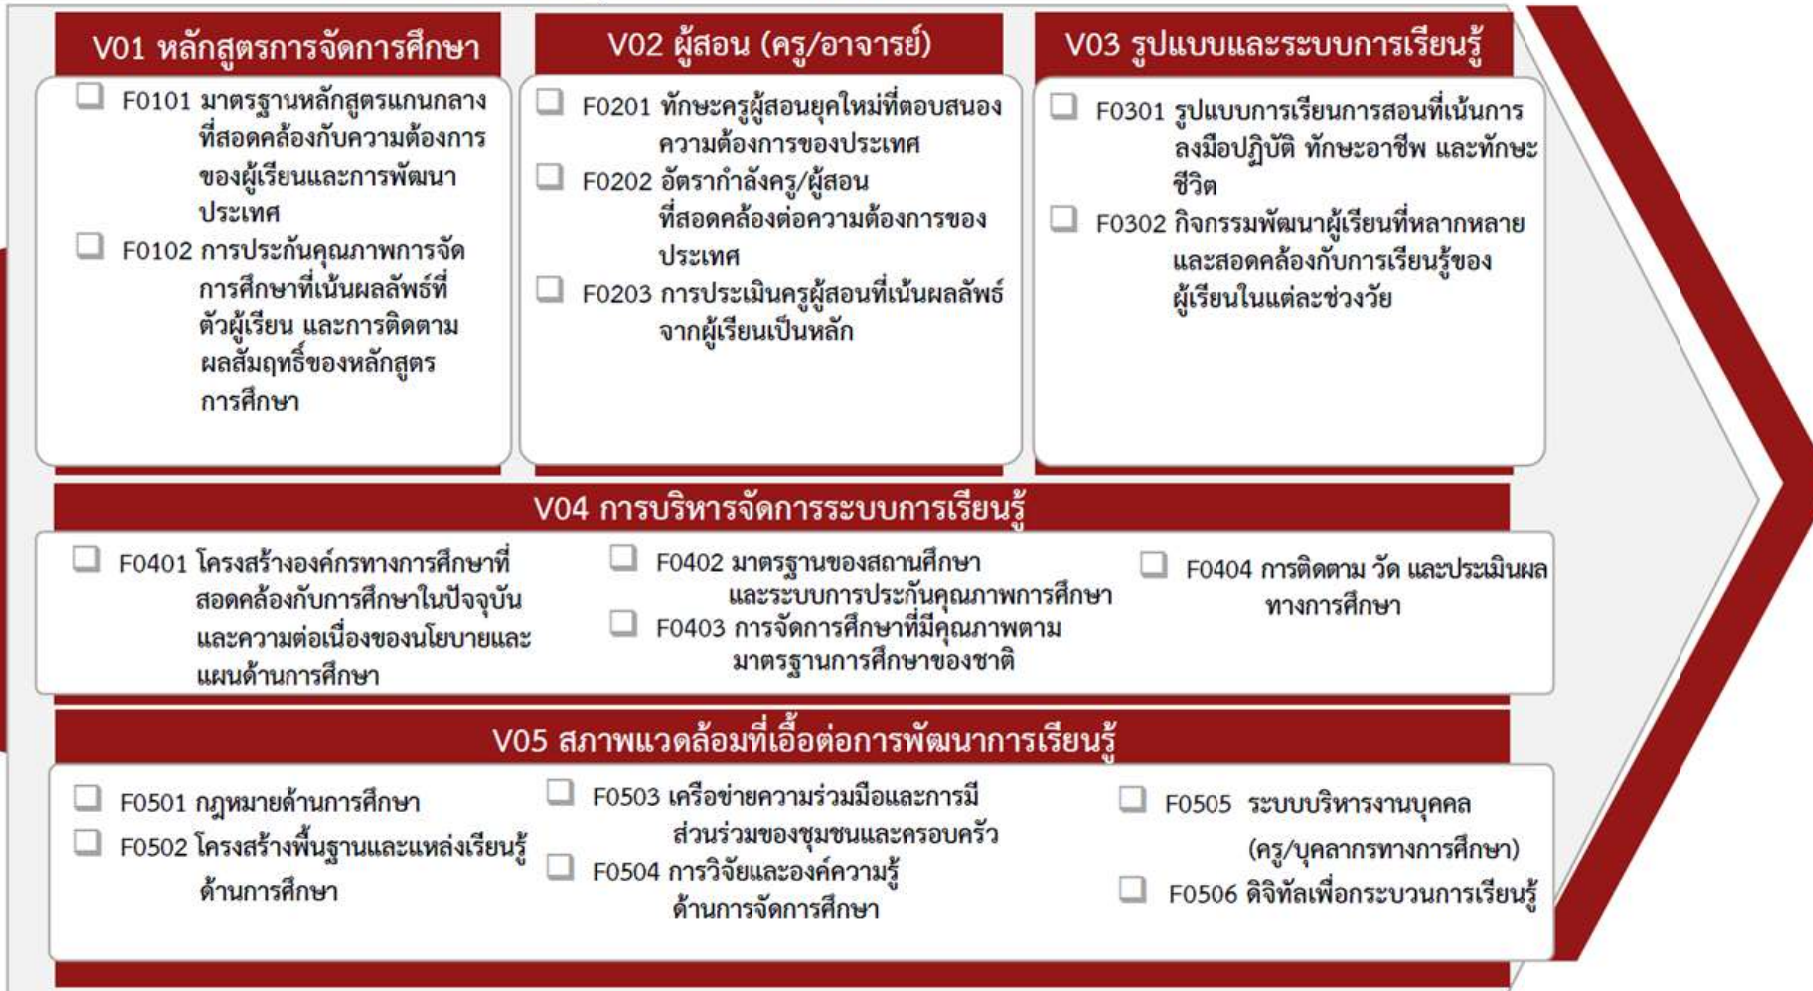 V01 หลักสูตรการจัดการศึกษา
F0101 มาตรฐานหลักสูตรแกนกลาง
ที่สอดคล้องกับความต้องการ
ของผู้เรียนและการพัฒนา
ประเทศ
F0102 การประกันคุณภาพการจัด
การศึกษาที่เน้นผลลัพธ์ที่
ตัวผู้เรียน และการติดตาม
ผลสัมฤทธิ์ของหลักสูตร
การศึกษา
V02 ผู้สอน (ครู/อาจารย์)
F0201 ทักษะครูผู้สอนยุคใหม่ที่ตอบสนอง
ความต้องการของประเทศ
F0202 อัตรากำลังครู/ผู้สอน
ที่สอดคล้องต่อความต้องการของ
ประเทศ
F0203 การประเมินครูผู้สอนที่เน้นผลลัพธ์
จากผู้เรียนเป็นหลัก
V03 รูปแบบและระบบการเรียนรู้
F0301 รูปแบบการเรียนการสอนที่เน้นการ
ลงมือปฏิบัติ ทักษะอาชีพ และทักษะ
ชีวิต
F0302 กิจกรรมพัฒนาผู้เรียนที่หลากหลาย
และสอดคล้องกับการเรียนรู้ของ
ผู้เรียนในแต่ละช่วงวัย
V04 การบริหารจัดการระบบการเรียนรู้
F0401 โครงสร้างองค์กรทางการศึกษาที่
สอดคล้องกับการศึกษาในปัจจุบัน
และความต่อเนื่องของนโยบายและ
แผนด้านการศึกษา
F0402 มาตรฐานของสถานศึกษา
และระบบการประกันคุณภาพการศึกษา
F0403 การจัดการศึกษาที่มีคุณภาพตาม
มาตรฐานการศึกษาของชาติ
F0404 การติดตาม วัด และประเมินผล
ทางการศึกษา
V05 สภาพแวดล้อมที่เอื้อต่อการพัฒนาการเรียนรู้
F0501 กฎหมายด้านการศึกษา
F0502 โครงสร้างพื้นฐานและแหล่งเรียนรู้
ด้านการศึกษา
F0503 เครือข่ายความร่วมมือและการมี
ส่วนร่วมของชุมชนและครอบครัว
F0504 การวิจัยและองค์ความรู้
ด้านการจัดการศึกษา
F0505 ระบบบริหารงานบุคคล
(ครู/บุคลากรทางการศึกษา)
F0506 ดิจิทัลเพื่อกระบวนการเรียนรู้